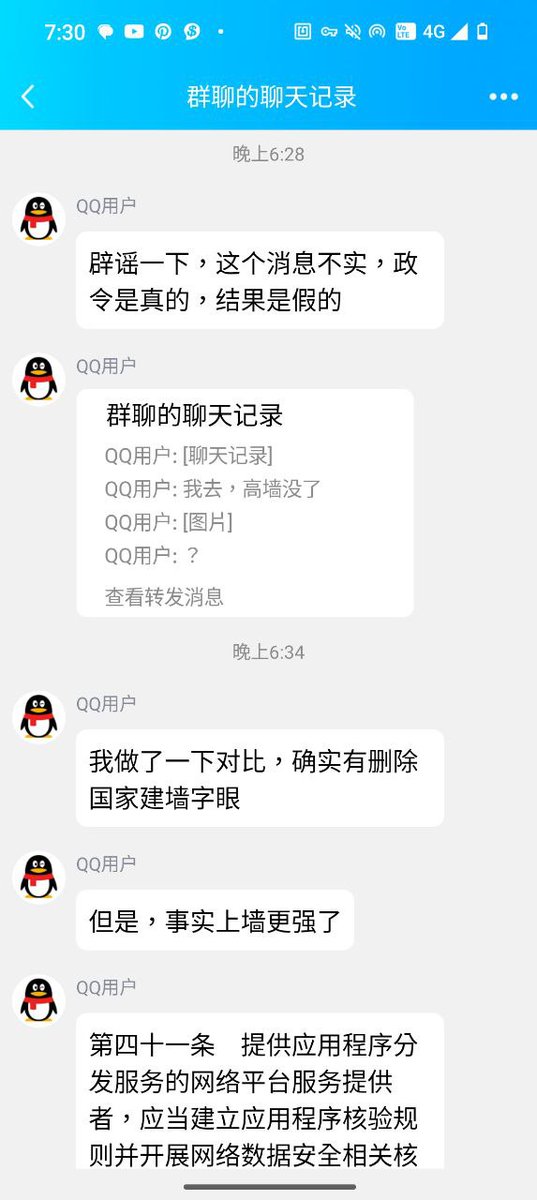 7:30
4G
群聊的聊天记录
晚上6:28
QQ用户
辟谣一下，这个消息不实，政
令是真的，结果是假的
QQ用户
群聊的聊天记录
QQ用户: [聊天记录]
QQ用户: 我去，高墙没了
QQ用户: [图片]
QQ用户: ？
查看转发消息
晚上6:34
QQ用户
我做了一下对比，确实有删除
国家建墙字眼
QQ用户
但是，事实上墙更强了
QQ用户
第四十一条　提供应用程序分
发服务的网络平台服务提供
者，应当建立应用程序核验规
则并开展网络数据安全相关核